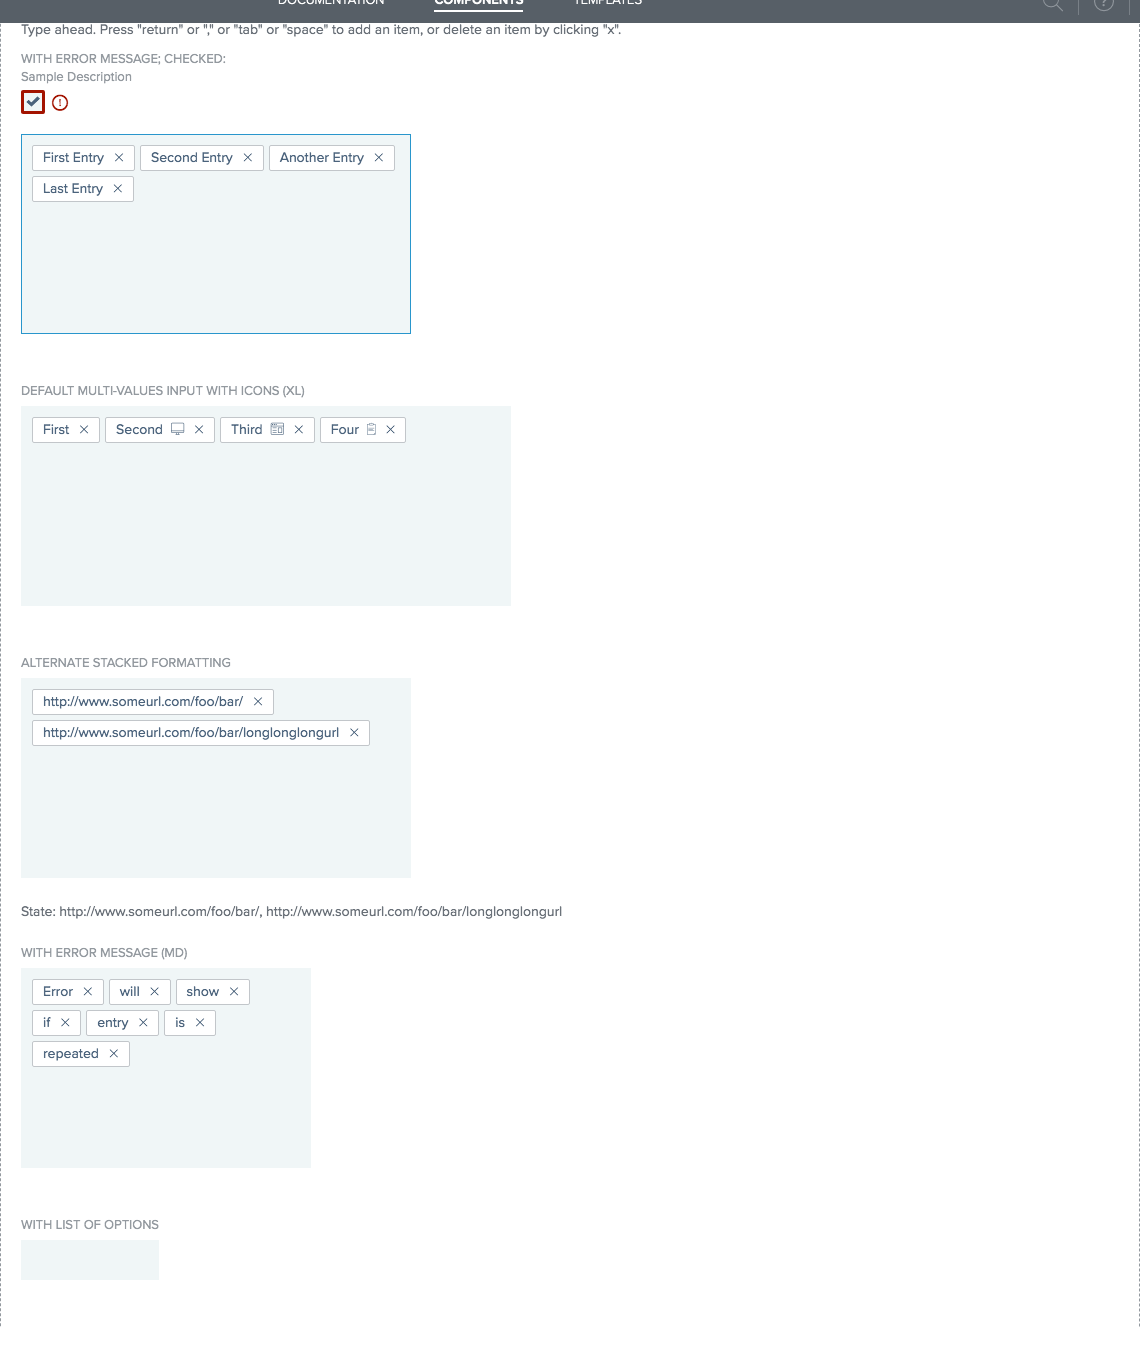 DOCUMENTATION COMPONENTS TEMPLATES
Type ahead. Press "return" or "," or "tab" or "space" to add an item, or delete an item by clicking "x".
WITH ERROR MESSAGE; CHECKED:
Sample Description
First Entry Second Entry Another Entry
Last Entry
DEFAULT MULTI-VALUES INPUT WITH ICONS (XL)
First Second Third Four
ALTERNATE STACKED FORMATTING
http://www.someurl.com/foo/bar/
http://www.someurl.com/foo/bar/longlonglongurl
State: http://www.someurl.com/foo/bar/, http://www.someurl.com/foo/bar/longlonglongurl
WITH ERROR MESSAGE (MD)
Error will show
if entry is
repeated
WITH LIST OF OPTIONS